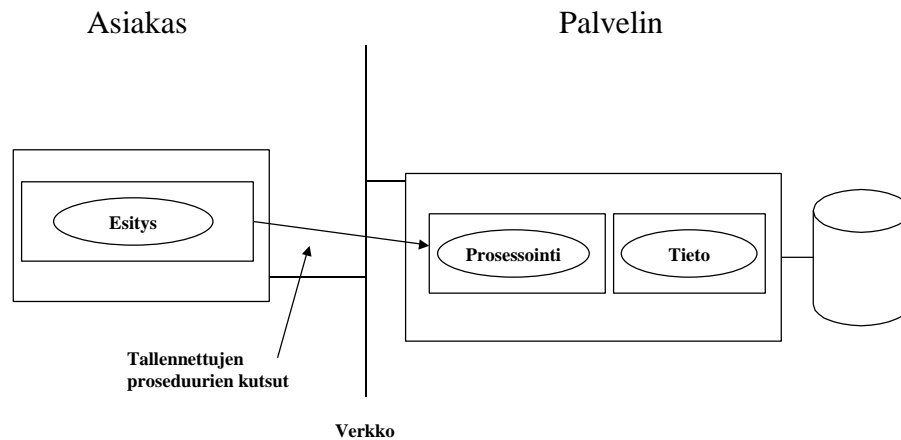 Asiakas
Palvelin
Esitys
Prosessointi
Tieto
Tallennettujen
proseduurien kutsut
Verkko